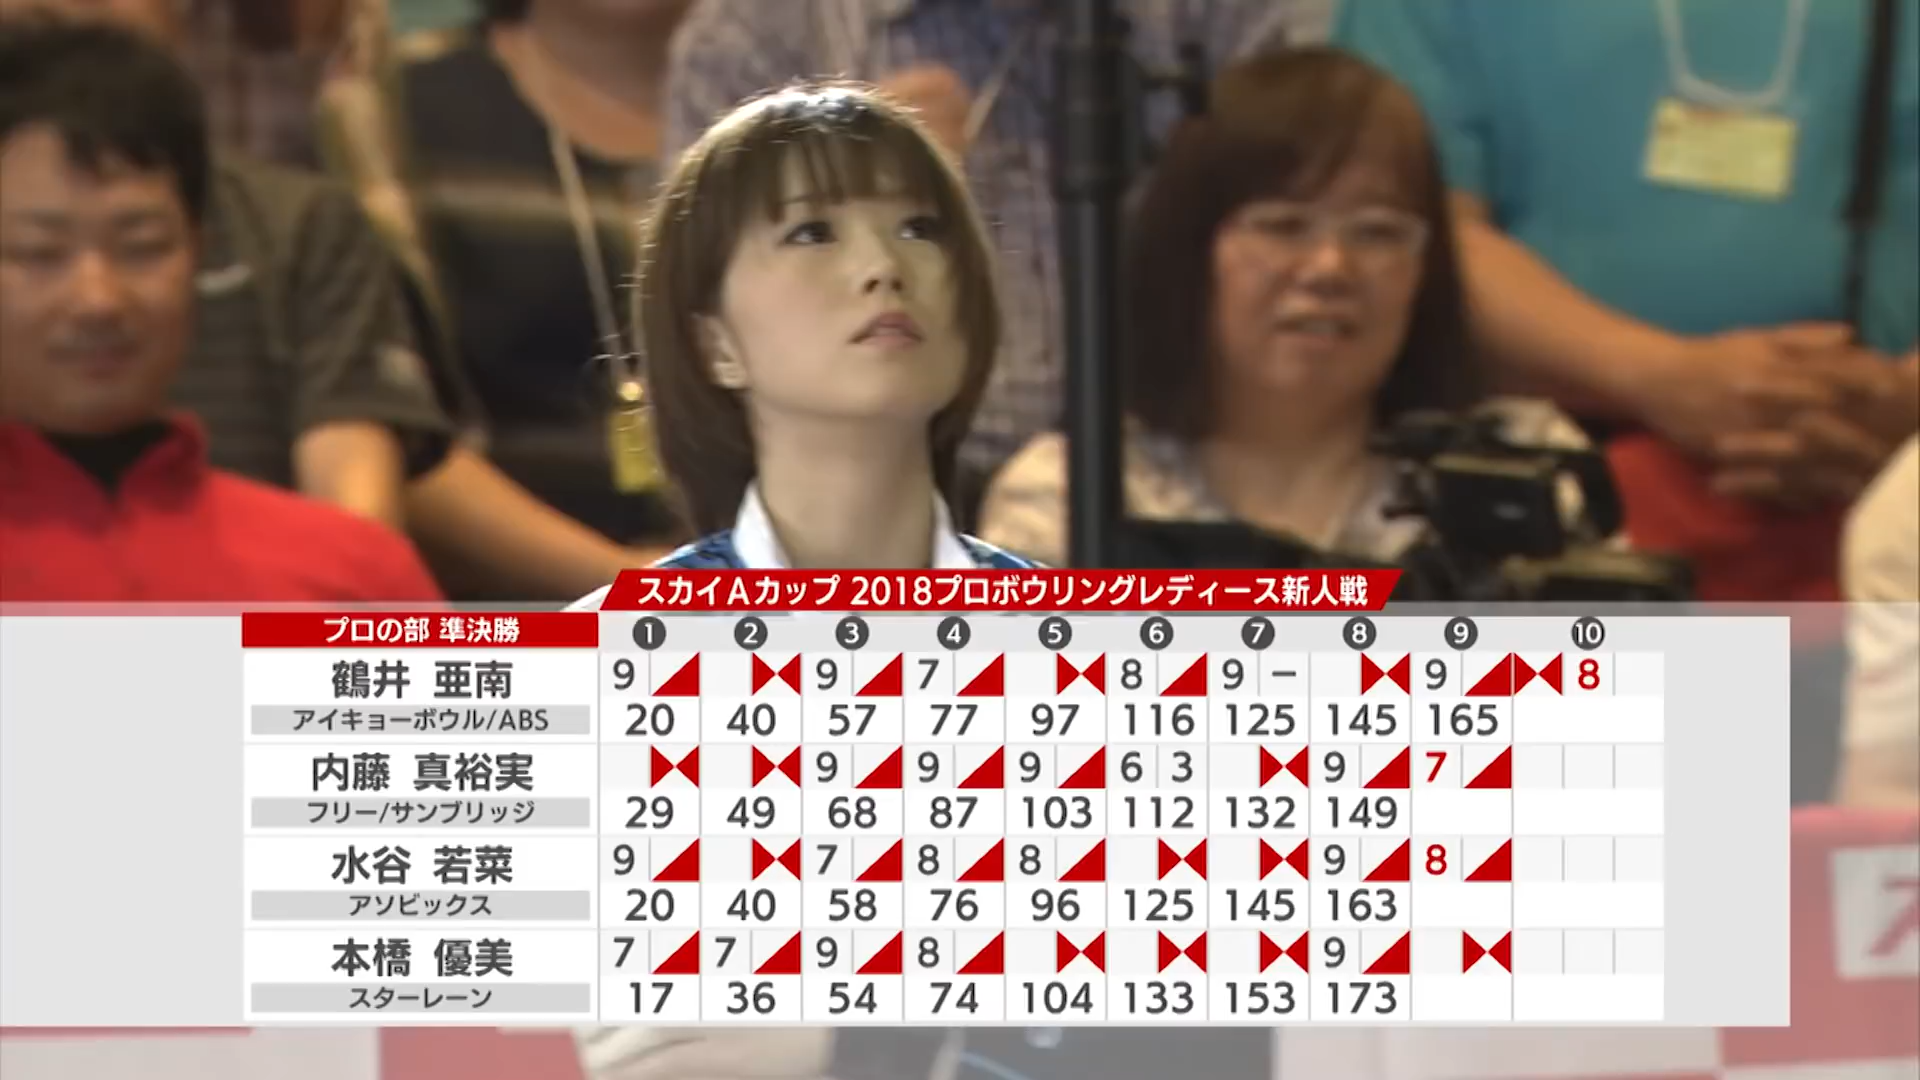 スカイAカップ 2018プロボウリングレディース新人戦
プロの部 準決勝 1 2 3 4 5 6 7 8 9 10
鶴井 亜南 9 9 7 8 9 – 9 8
アイキョーボウル/ABS 20 40 57 77 97 116 125 145 165
内藤 真裕実 9 9 9 6 3 9 7
フリー/サンブリッジ 29 49 68 87 103 112 132 149
水谷 若菜 9 7 8 8 9 8
アソビックス 20 40 58 76 96 125 145 163
本橋 優美 7 7 9 8 9
スターレーン 17 36 54 74 104 133 153 173